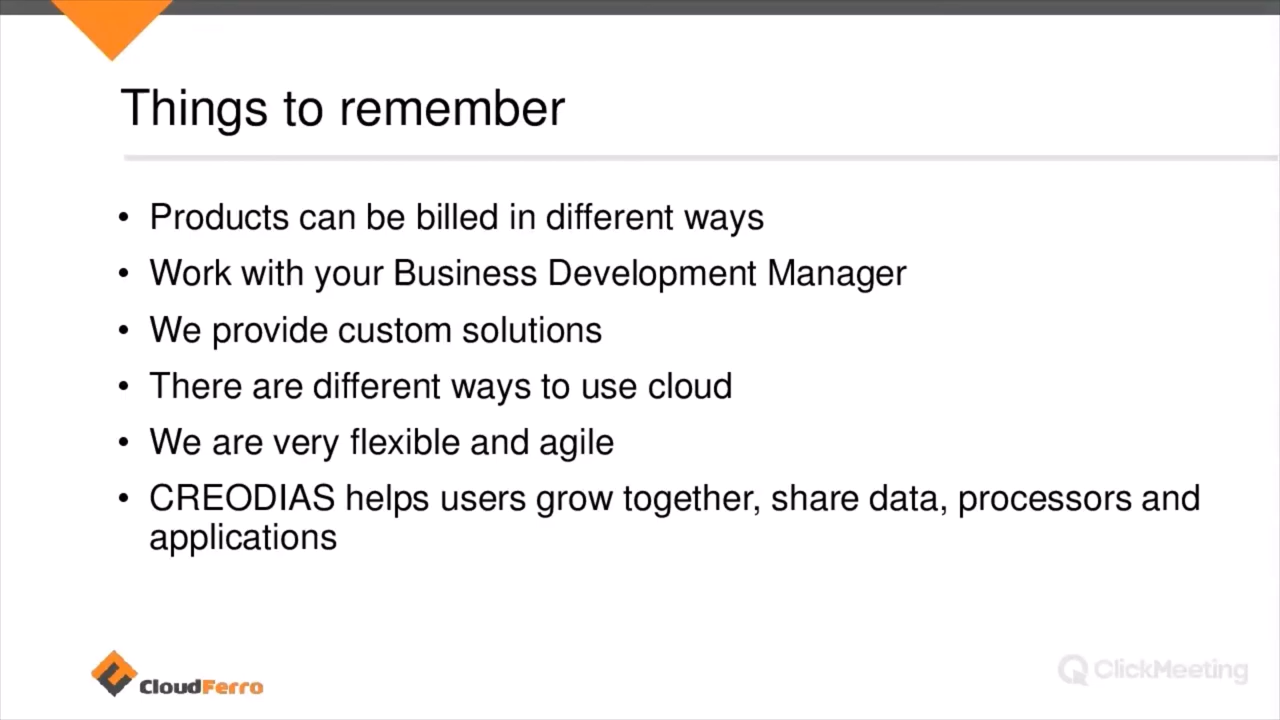 Things to remember
• Products can be billed in different ways
• Work with your Business Development Manager
• We provide custom solutions
• There are different ways to use cloud
• We are very flexible and agile
• CREODIAS helps users grow together, share data, processors and
applications
CloudFerro
ClickMeeting